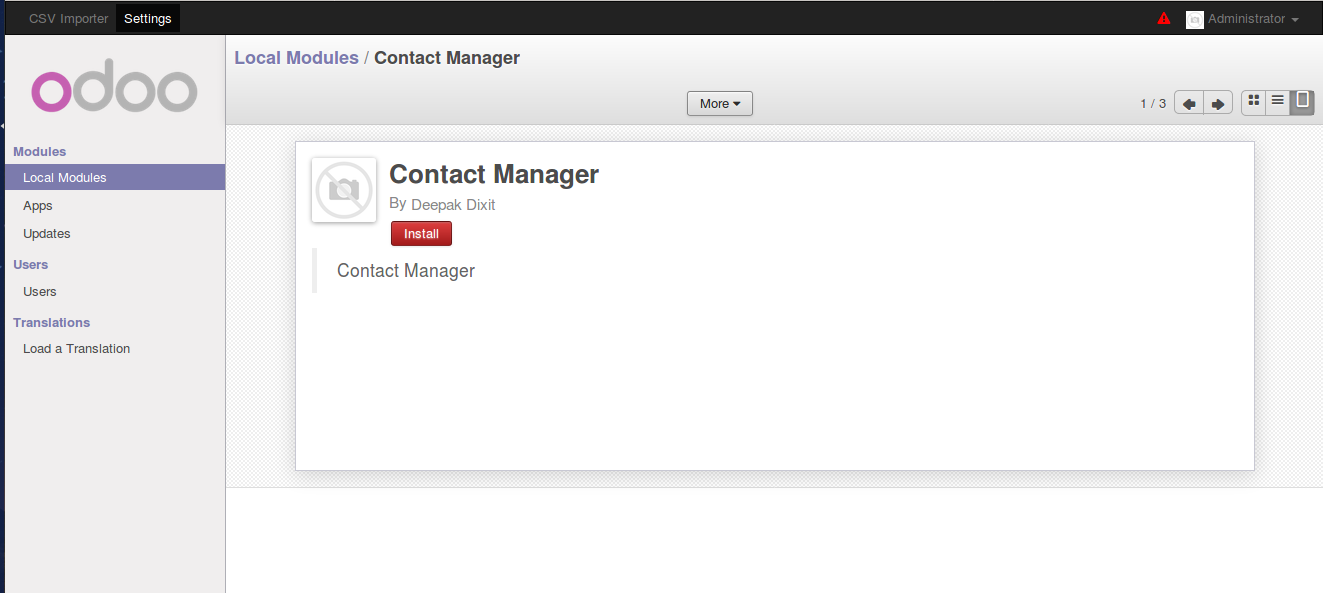 CSV Importer Settings Administrator
odoo
Local Modules / Contact Manager
More 1 / 3
Modules
Local Modules
Apps
Updates
Users
Users
Translations
Load a Translation
Contact Manager
By Deepak Dixit
Install
Contact Manager